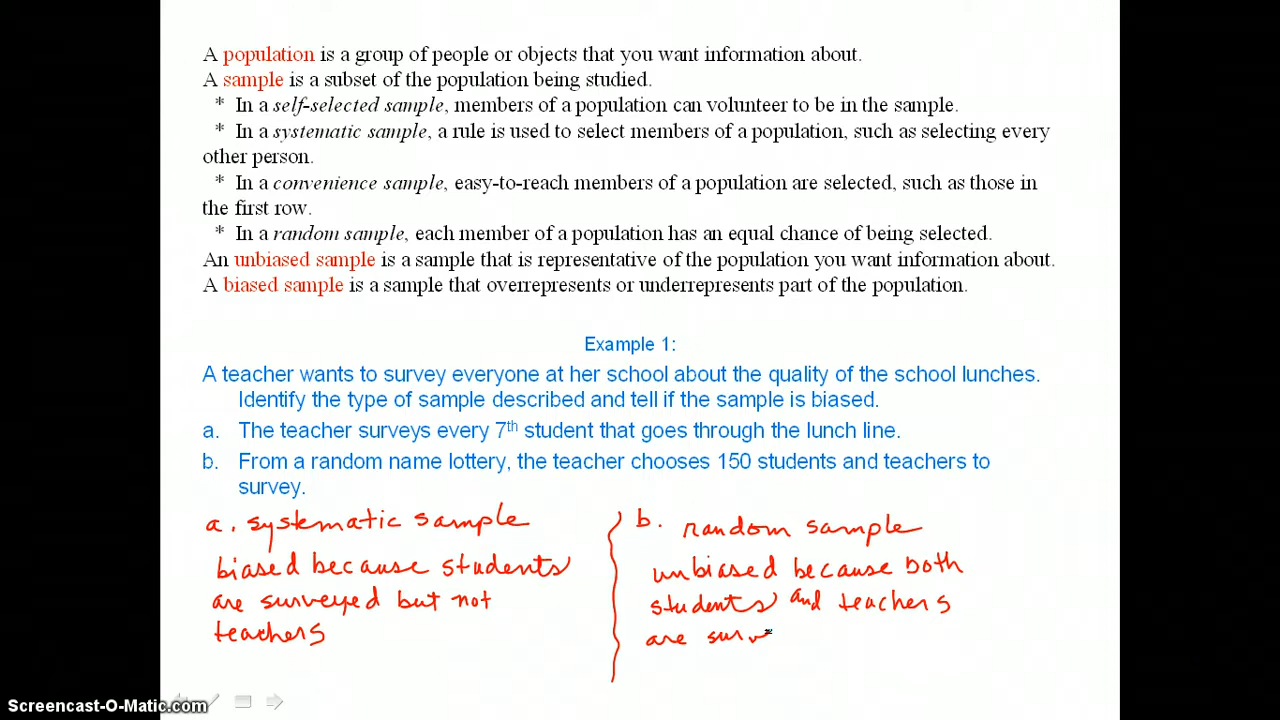 A population is a group of people or objects that you want information about.
A sample is a subset of the population being studied.
* In a self-selected sample, members of a population can volunteer to be in the sample.
* In a systematic sample, a rule is used to select members of a population, such as selecting every
other person.
* In a convenience sample, easy-to-reach members of a population are selected, such as those in
the first row.
* In a random sample, each member of a population has an equal chance of being selected.
An unbiased sample is a sample that is representative of the population you want information about.
A biased sample is a sample that overrepresents or underrepresents part of the population.
Example 1:
A teacher wants to survey everyone at her school about the quality of the school lunches.
Identify the type of sample described and tell if the sample is biased.
a. The teacher surveys every 7th student that goes through the lunch line.
b. From a random name lottery, the teacher chooses 150 students and teachers to
survey.
a. systematic sample
biased because students
are surveyed but not
teachers
b. random sample
unbiased because both
students and teachers
are surv
Screencast-O-Matic.com